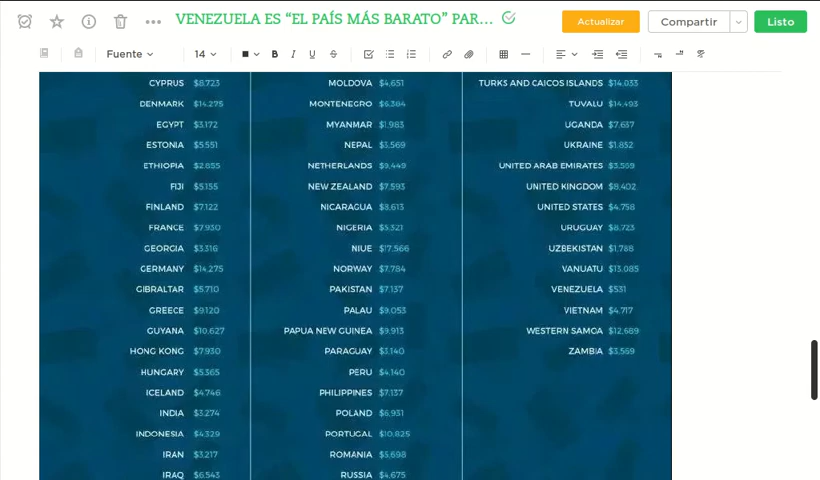 VENEZUELA ES “EL PAÍS MÁS BARATO” PAR...
Actualizar
Compartir
Listo
Fuente
14
B I U S
CYPRUS $8.723
DENMARK $14.275
EGYPT $3.172
ESTONIA $5.551
ETHIOPIA $2.855
FIJI $5.155
FINLAND $7.122
FRANCE $7.930
GEORGIA $3.316
GERMANY $14.275
GIBRALTAR $5.710
GREECE $9.120
GUYANA $10.627
HONG KONG $7.930
HUNGARY $5.365
ICELAND $4.746
INDIA $3.274
INDONESIA $4.329
IRAN $3.217
IRAQ $6.543
MOLDOVA $4.651
MONTENEGRO $6.384
MYANMAR $1.983
NEPAL $3.569
NETHERLANDS $9.449
NEW ZEALAND $7.593
NICARAGUA $8.613
NIGERIA $5.321
NIUE $17.566
NORWAY $7.784
PAKISTAN $7.137
PALAU $9.053
PAPUA NEW GUINEA $9.913
PARAGUAY $3.140
PERU $4.140
PHILIPPINES $7.137
POLAND $6.931
PORTUGAL $10.825
ROMANIA $5.698
RUSSIA $4.675
TURKS AND CAICOS ISLANDS $14.033
TUVALU $14.493
UGANDA $7.637
UKRAINE $1.852
UNITED ARAB EMIRATES $3.569
UNITED KINGDOM $8.402
UNITED STATES $4.758
URUGUAY $8.723
UZBEKISTAN $1.788
VANUATU $13.085
VENEZUELA $531
VIETNAM $4.717
WESTERN SAMOA $12.689
ZAMBIA $3.569